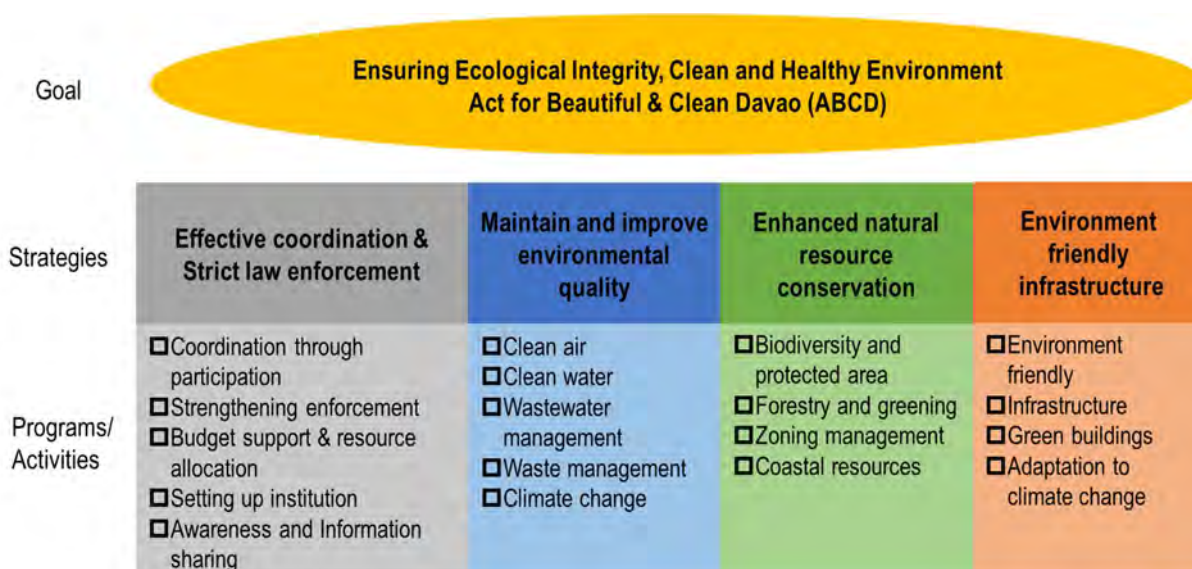 Goal
Ensuring Ecological Integrity, Clean and Healthy Environment
Act for Beautiful & Clean Davao (ABCD)
Strategies
Effective coordination &
Strict law enforcement
Maintain and improve
environmental
quality
Enhanced natural
resource
conservation
Environment
friendly
infrastructure
Programs/
Activities
Coordination through
participation
Strengthening enforcement
Budget support & resource
allocation
Setting up institution
Awareness and Information
sharing
Clean air
Clean water
Wastewater
management
Waste management
Climate change
Biodiversity and
protected area
Forestry and greening
Zoning management
Coastal resources
Environment
friendly
Infrastructure
Green buildings
Adaptation to
climate change